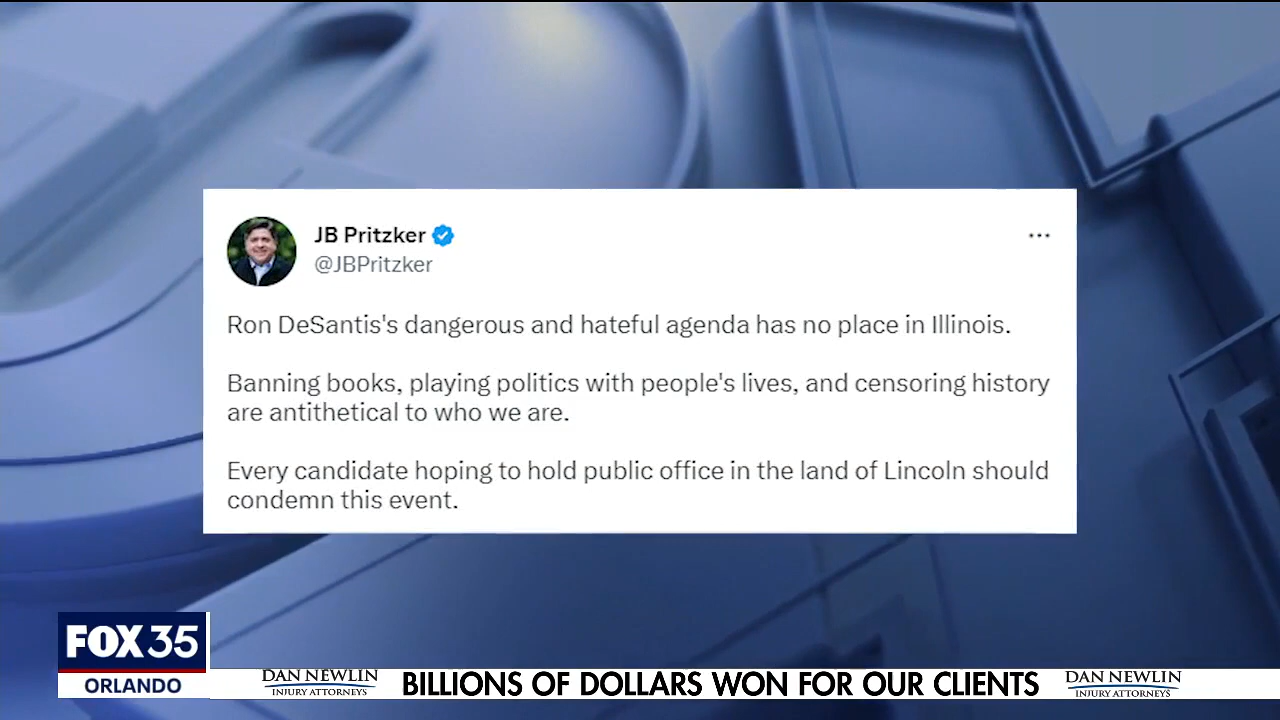 JB Pritzker
@JBPritzker
Ron DeSantis's dangerous and hateful agenda has no place in Illinois.
Banning books, playing politics with people's lives, and censoring history
are antithetical to who we are.
Every candidate hoping to hold public office in the land of Lincoln should
condemn this event.
FOX 35
ORLANDO
DAN NEWLIN
INJURY ATTORNEYS
BILLIONS OF DOLLARS WON FOR OUR CLIENTS
DAN NEWLIN
INJURY ATTORNEYS